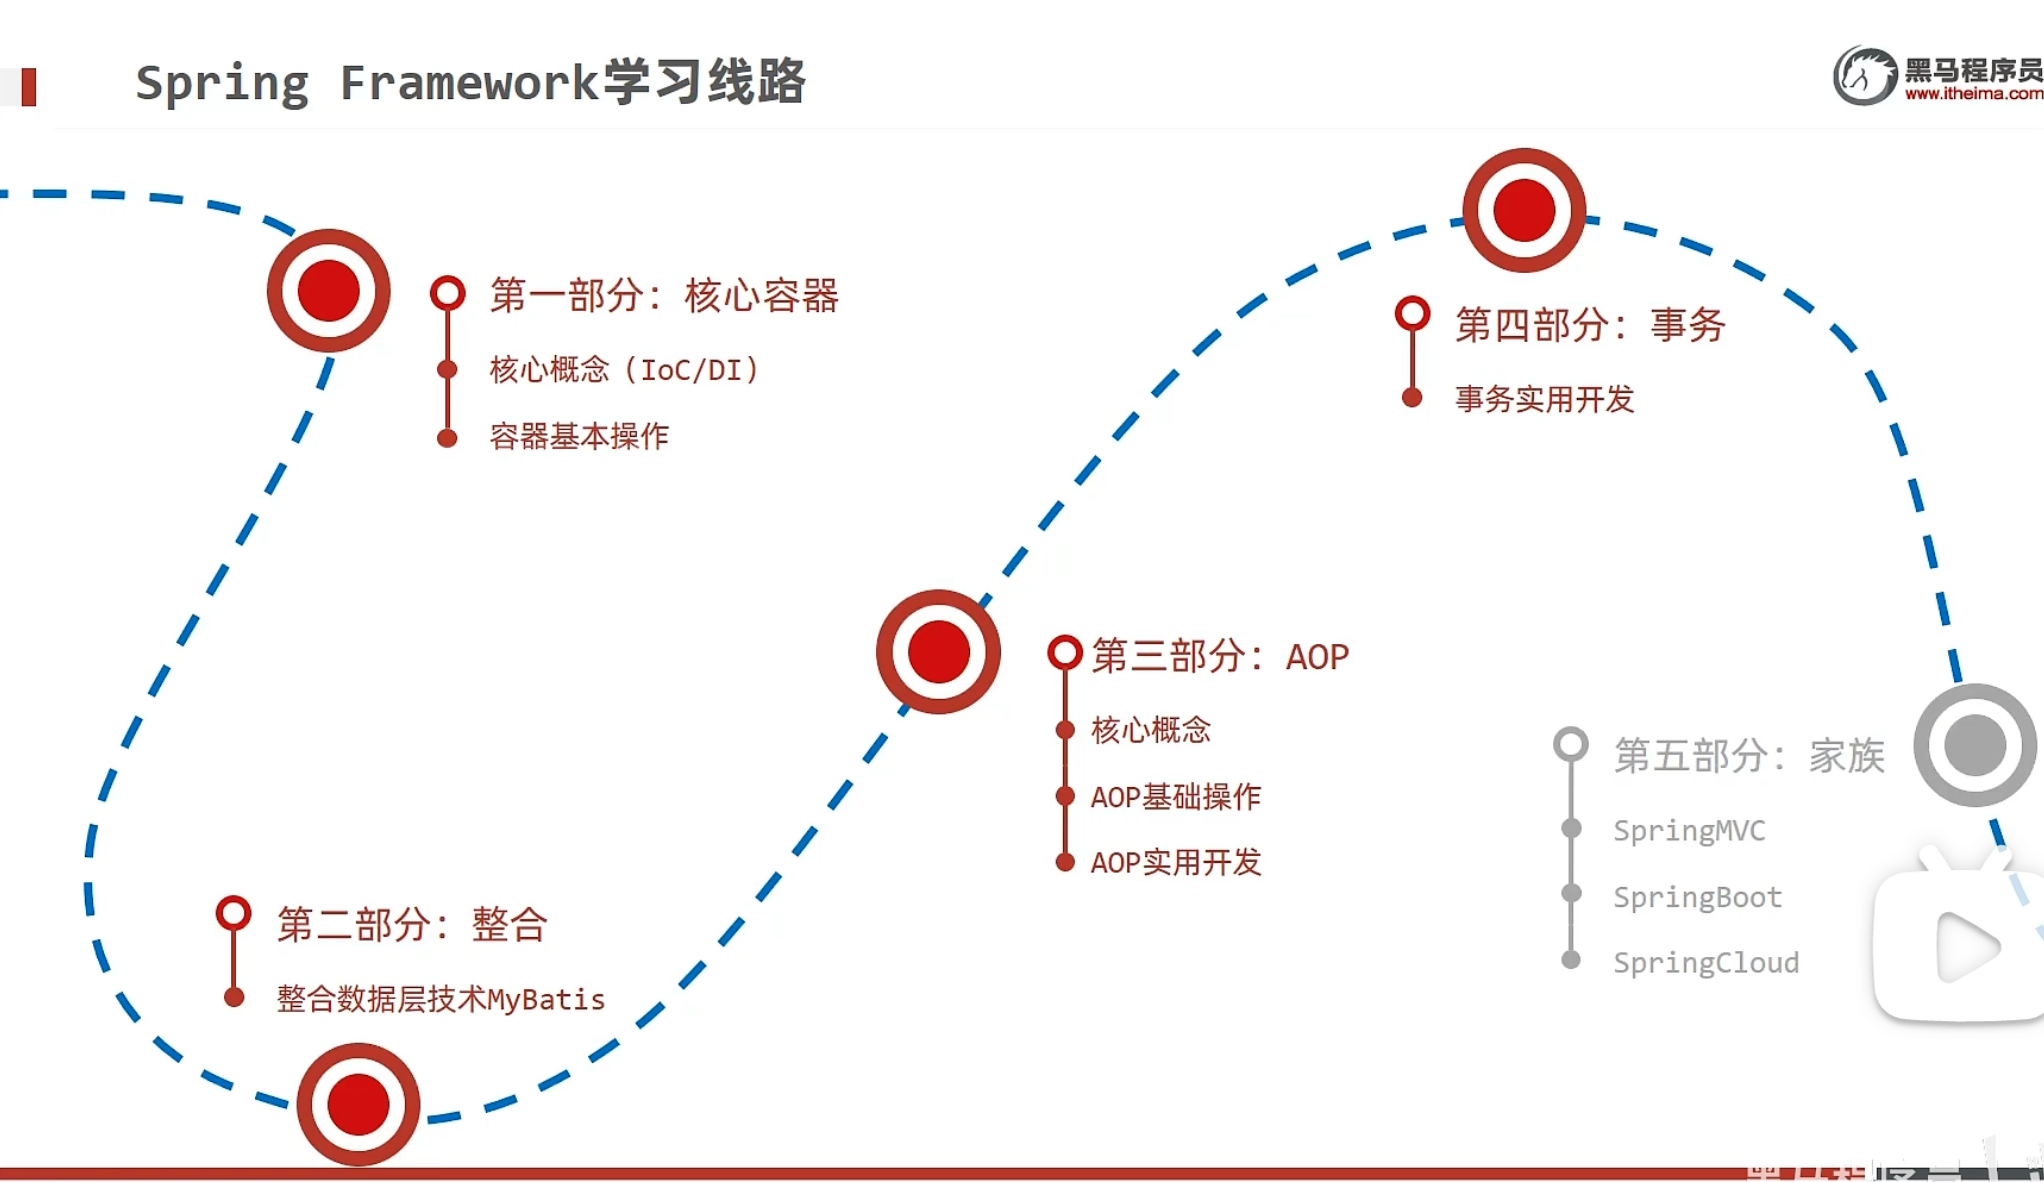 Spring Framework学习线路
黑马程序员
www.itheima.com
第一部分：核心容器
核心概念（IoC/DI）
容器基本操作
第二部分：整合
整合数据层技术MyBatis
第三部分：AOP
核心概念
AOP基础操作
AOP实用开发
第四部分：事务
事务实用开发
第五部分：家族
SpringMVC
SpringBoot
SpringCloud